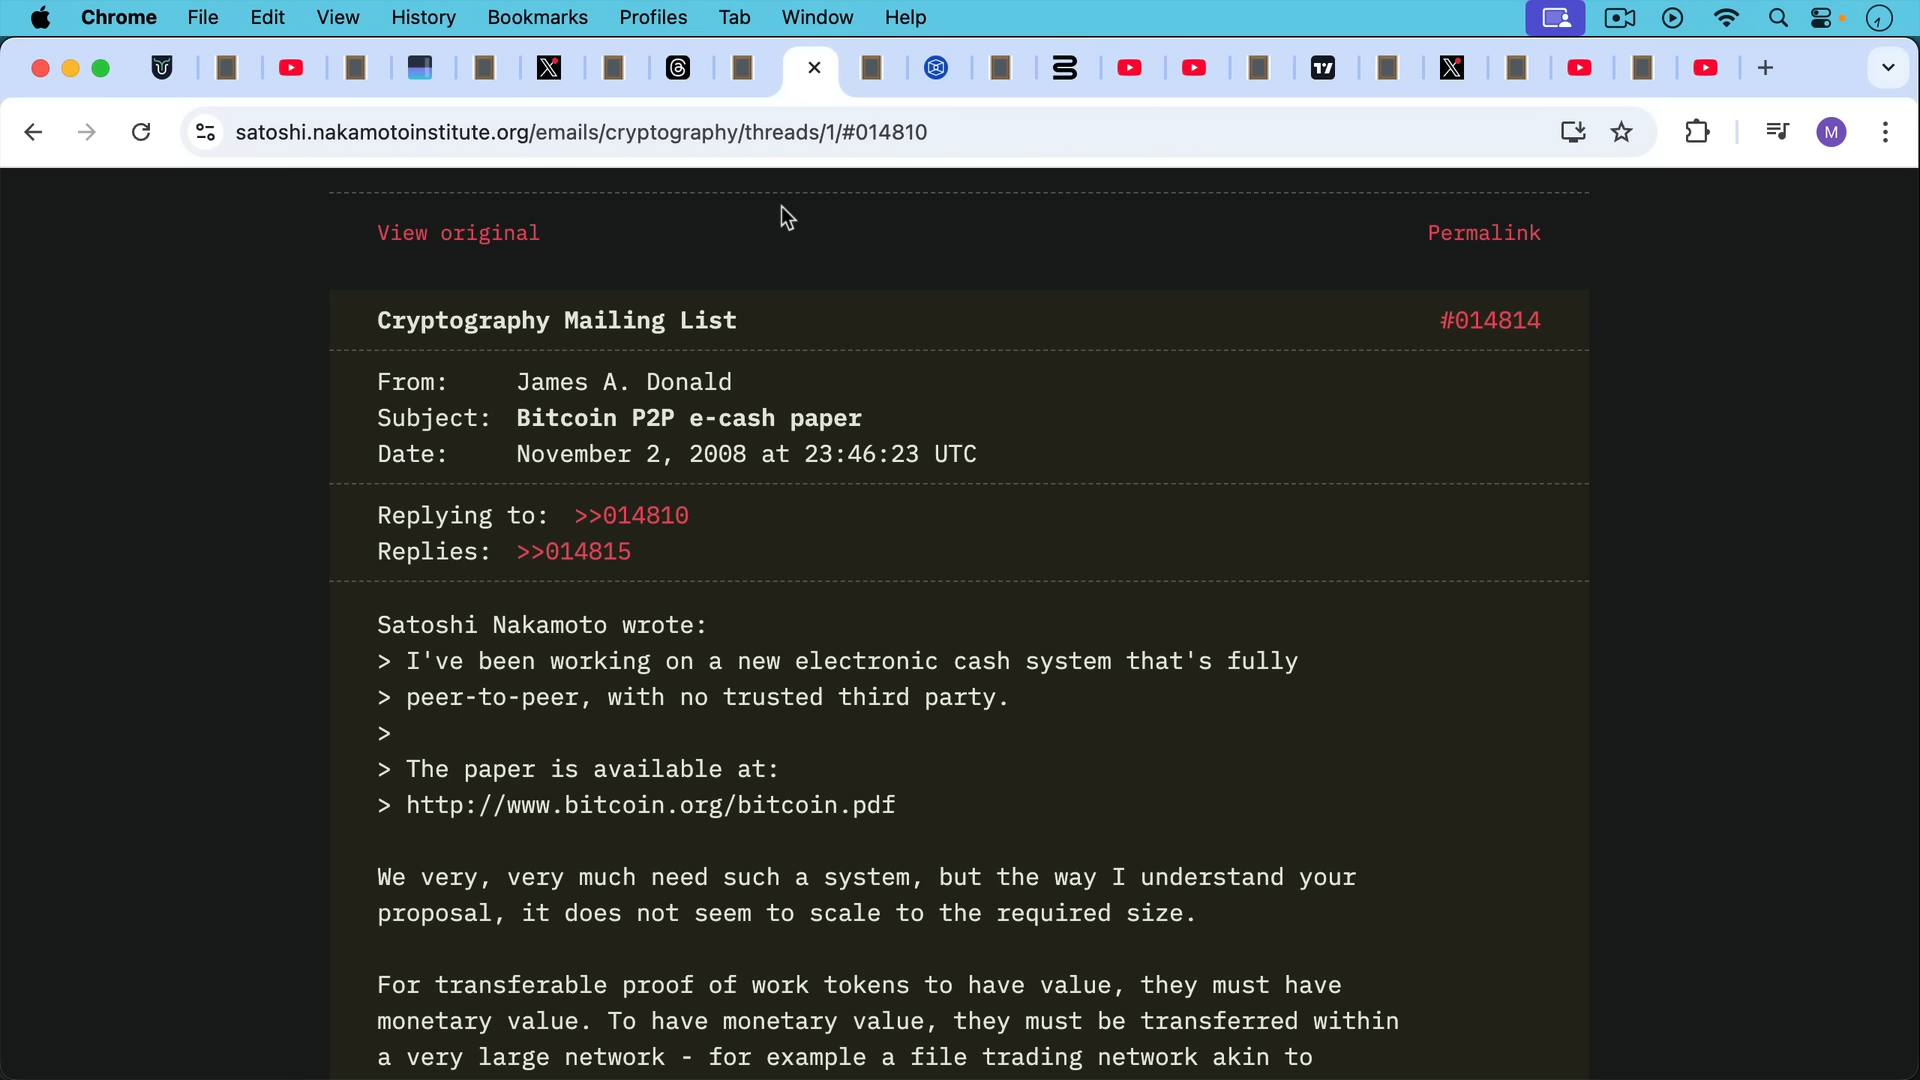 Chrome File Edit View History Bookmarks Profiles Tab Window Help
satoshi.nakamotoinstitute.org/emails/cryptography/threads/1/#014810
M
View original Permalink
Cryptography Mailing List #014814
From: James A. Donald
Subject: Bitcoin P2P e-cash paper
Date: November 2, 2008 at 23:46:23 UTC
Replying to: >>014810
Replies: >>014815
Satoshi Nakamoto wrote:
> I've been working on a new electronic cash system that's fully
> peer-to-peer, with no trusted third party.
>
> The paper is available at:
> http://www.bitcoin.org/bitcoin.pdf
We very, very much need such a system, but the way I understand your
proposal, it does not seem to scale to the required size.
For transferable proof of work tokens to have value, they must have
monetary value. To have monetary value, they must be transferred within
a very large network - for example a file trading network akin to